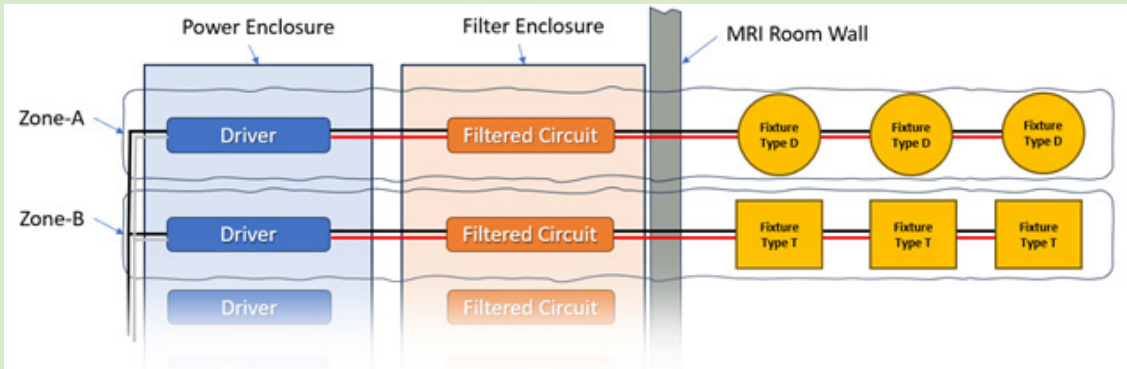 Power Enclosure
Filter Enclosure
MRI Room Wall
Zone-A
Driver
Filtered Circuit
Fixture
Type D
Fixture
Type D
Fixture
Type D
Zone-B
Driver
Filtered Circuit
Fixture
Type T
Fixture
Type T
Fixture
Type T
Driver
Filtered Circuit